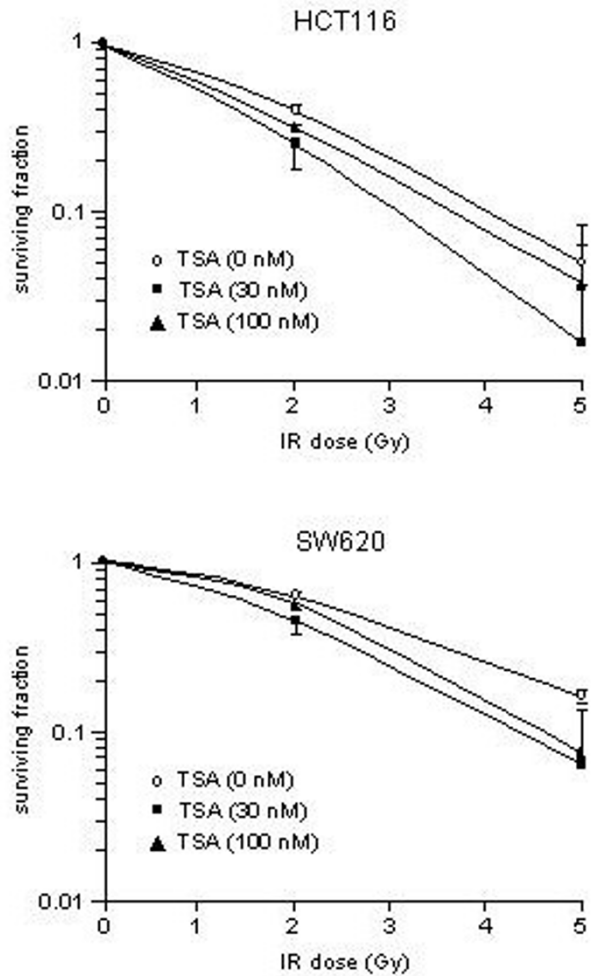 HCT116
1
0.1
0.01
surviving fraction
TSA (0 nM)
TSA (30 nM)
TSA (100 nM)
0 1 2 3 4 5
IR dose (Gy)
SW620
1
0.1
0.01
surviving fraction
TSA (0 nM)
TSA (30 nM)
TSA (100 nM)
0 1 2 3 4 5
IR dose (Gy)